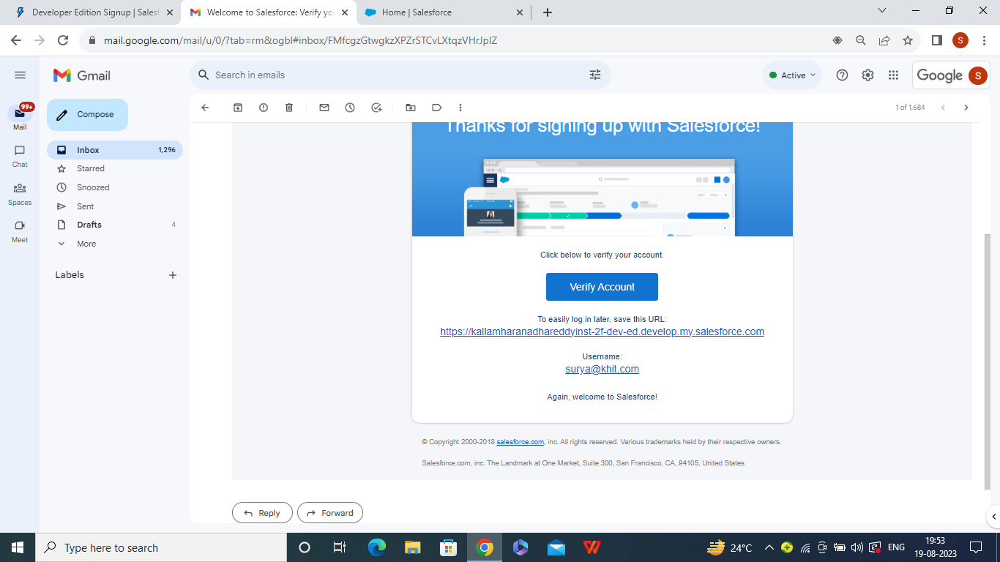 Developer Edition Signup | Salesf
Welcome to Salesforce: Verify yo
Home | Salesforce
mail.google.com/mail/u/0/?tab=rm&ogbl#inbox/FMfcgzGtwgkzXPZrSTCvLXtqzVHrJpIZ
S
Gmail
Search in emails
Active
Google
S
99+
Mail
Chat
Spaces
Meet
Compose
Inbox 1,296
Starred
Snoozed
Sent
Drafts 4
More
Labels
1 of 1,684
Thanks for signing up with Salesforce!
Click below to verify your account.
Verify Account
To easily log in later, save this URL:
https://kallamharanadhareddyinst-2f-dev-ed.develop.my.salesforce.com
Username:
surya@khit.com
Again, welcome to Salesforce!
© Copyright 2000-2018 salesforce.com, inc. All rights reserved. Various trademarks held by their respective owners.
Salesforce.com, inc. The Landmark at One Market, Suite 300, San Francisco, CA, 94105, United States
Reply
Forward
Type here to search
24°C
ENG
19:53
19-08-2023